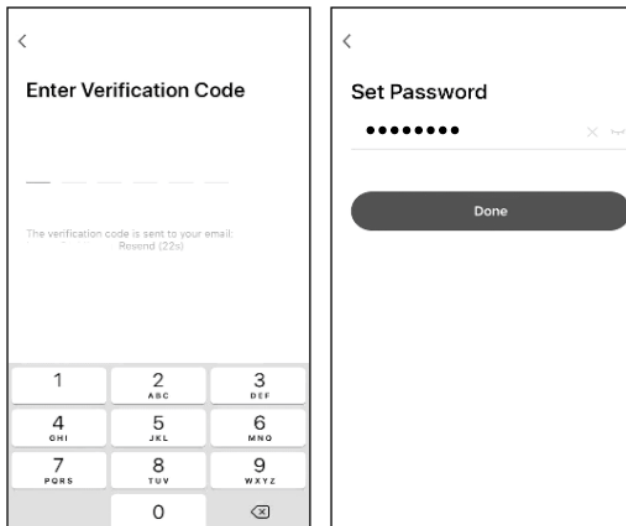 Enter Verification Code
The verification code is sent to your email:
Resend (22s)
1
2
ABC
3
DEF
4
GHI
5
JKL
6
MNO
7
PQRS
8
TUV
9
WXYZ
0
Set Password
Done